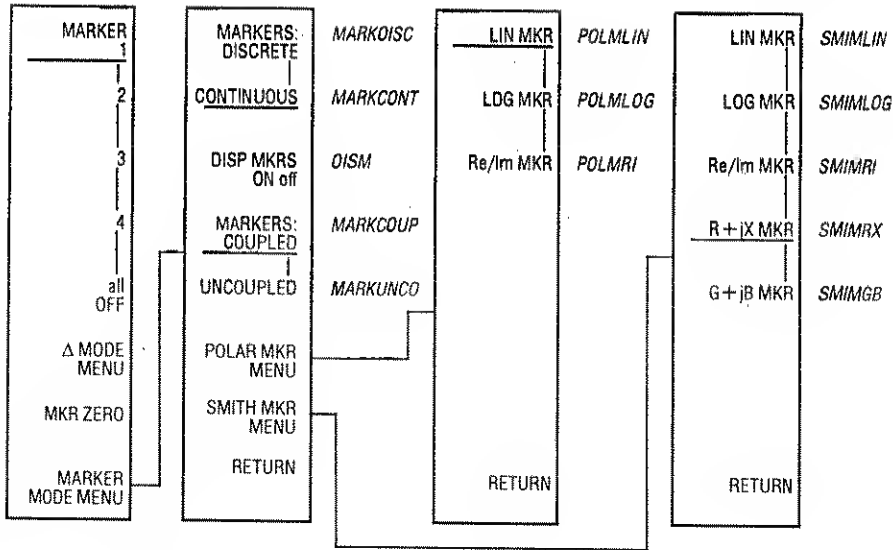 MARKER
1
2
3
4
all
OFF
Δ MODE
MENU
MKR ZERO
MARKER
MODE MENU
MARKERS:
DISCRETE
MARKOISC
CONTINUOUS
MARKCONT
DISP MKRS
ON off
OISM
MARKERS:
COUPLED
MARKCOUP
UNCOUPLED
MARKUNCO
POLAR MKR
MENU
SMITH MKR
MENU
RETURN
LIN MKR
POLMLIN
LDG MKR
POLMLOG
Re/Im MKR
POLMRI
RETURN
LIN MKR
SMIMLIN
LOG MKR
SMIMLOG
Re/Im MKR
SMIMRI
R+jX MKR
SMIMRX
G+jB MKR
SMIMGB
RETURN